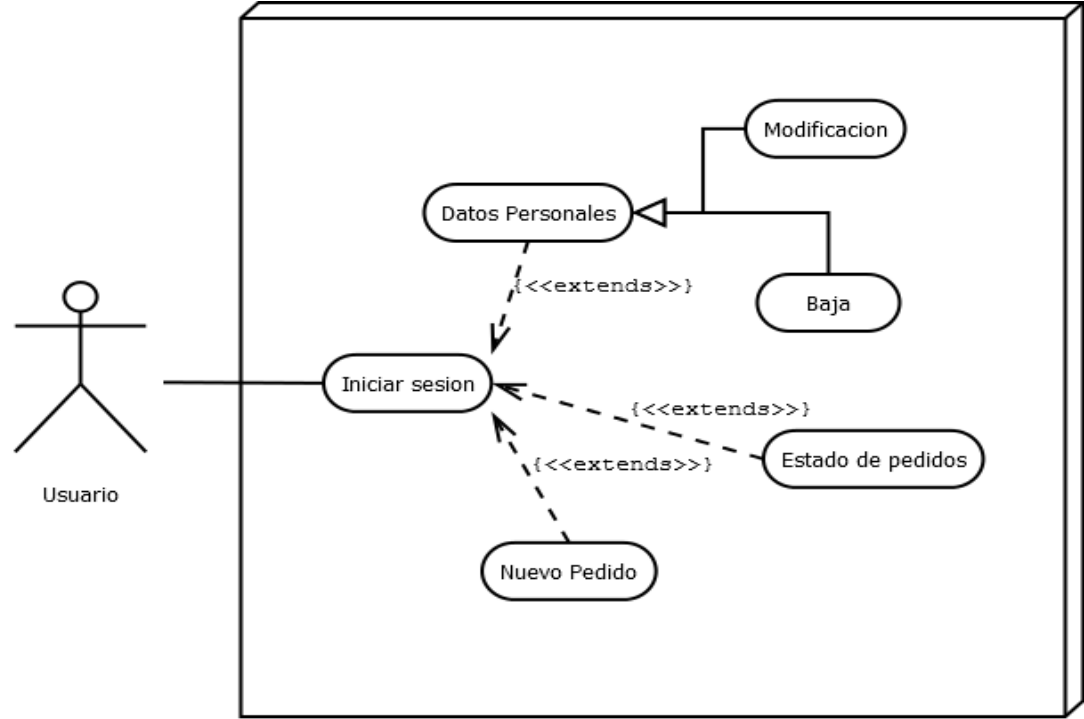 Modificacion
Datos Personales
{<<extends>>}
Baja
Iniciar sesion
{<<extends>>}
Estado de pedidos
{<<extends>>}
Usuario
Nuevo Pedido